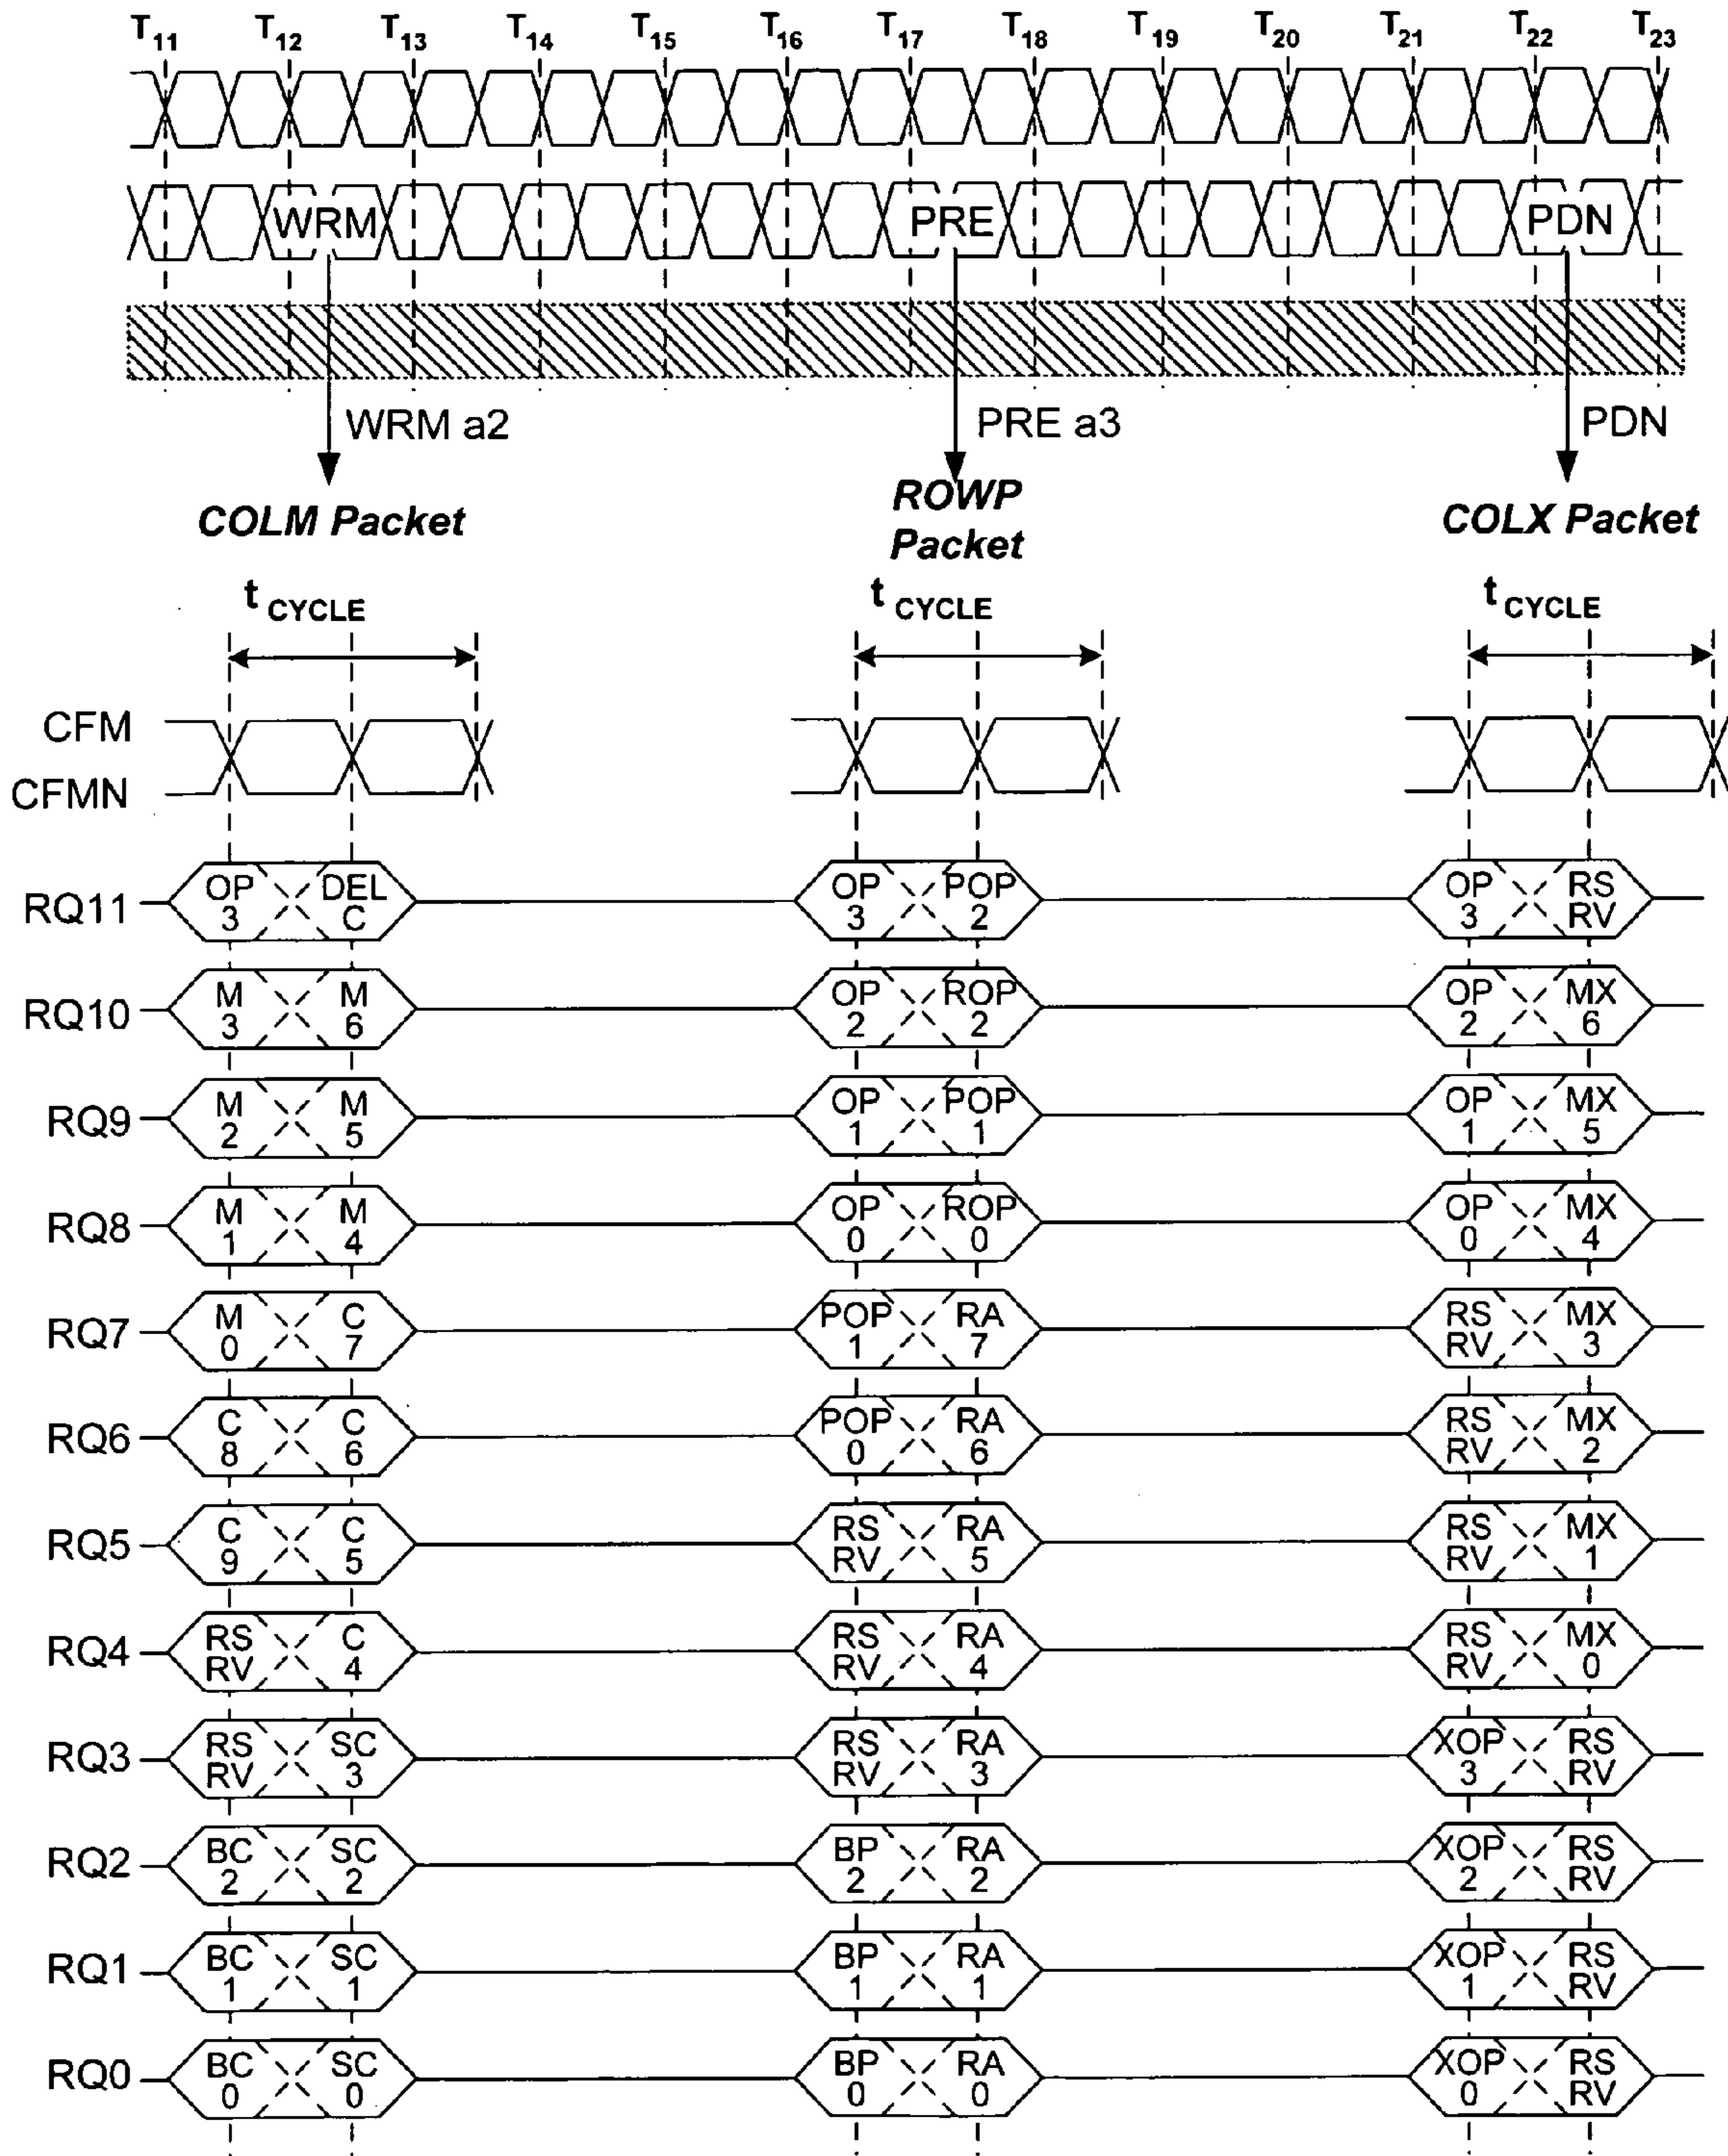 T11 T12 T13 T14 T15 T16 T17 T18 T19 T20 T21 T22 T23
WRM PRE PDN
WRM a2 PRE a3 PDN
COLM Packet ROWP Packet COLX Packet
tCYCLE tCYCLE tCYCLE
CFM
CFMN
RQ11 OP 3 DEL C OP 3 POP 2 OP 3 RS RV
RQ10 M 3 M 6 OP 2 ROP 2 OP 2 MX 6
RQ9 M 2 M 5 OP 1 POP 1 OP 1 MX 5
RQ8 M 1 M 4 OP 0 ROP 0 OP 0 MX 4
RQ7 M 0 C 7 POP 1 RA 7 RS RV MX 3
RQ6 C 8 C 6 POP 0 RA 6 RS RV MX 2
RQ5 C 9 C 5 RS RV RA 5 RS RV MX 1
RQ4 RS RV C 4 RS RV RA 4 RS RV MX 0
RQ3 RS RV SC 3 RS RV RA 3 XOP 3 RS RV
RQ2 BC 2 SC 2 BP 2 RA 2 XOP 2 RS RV
RQ1 BC 1 SC 1 BP 1 RA 1 XOP 1 RS RV
RQ0 BC 0 SC 0 BP 0 RA 0 XOP 0 RS RV